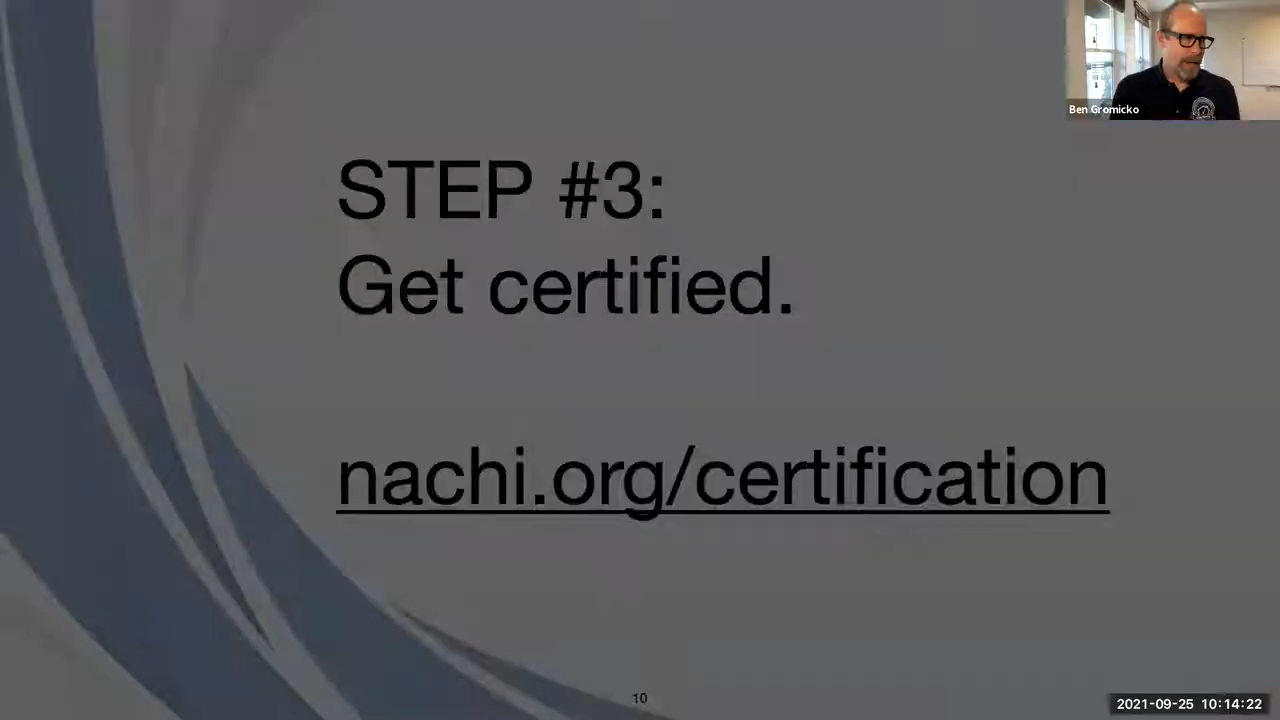 Ben Gromicko
STEP #3:
Get certified.
nachi.org/certification
10
2021-09-25 10:14:22